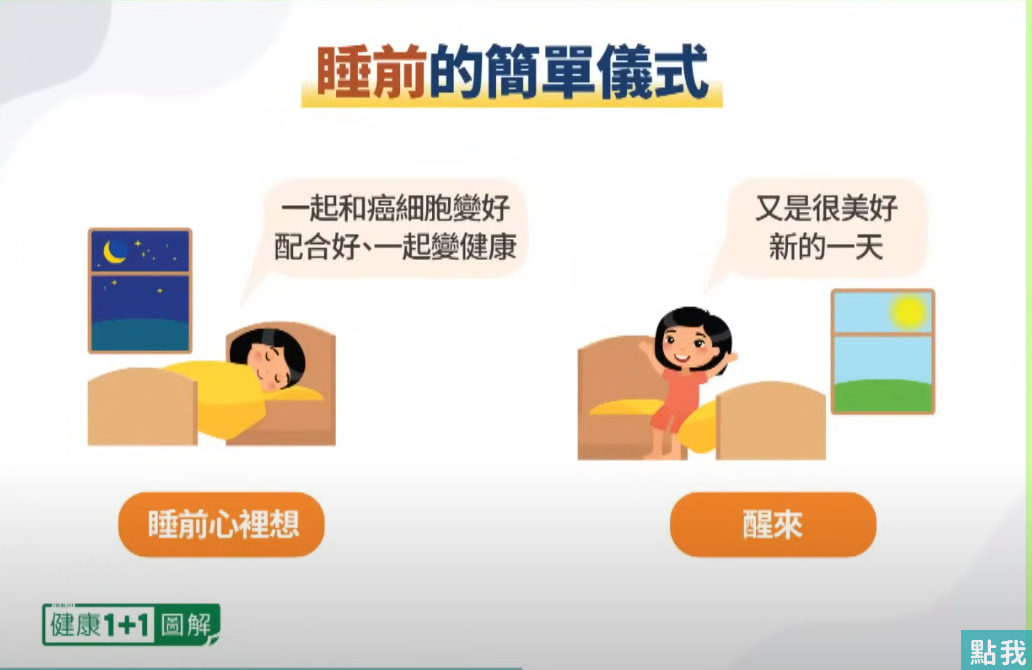 睡前的簡單儀式
一起和癌細胞變好
配合好、一起變健康
又是很美好
新的一天
睡前心裡想
醒來
健康1+1圖解
點我